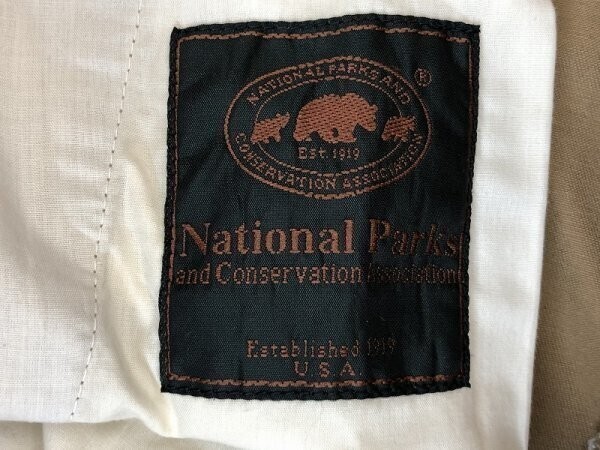 NATIONAL PARKS AND
®
Est. 1919
CONSERVATION ASSOCIATION
National Parks
and Conservation Association
Established 1919
U.S.A